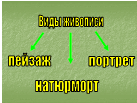 Виды живописи
пейзаж портрет
натюрморт